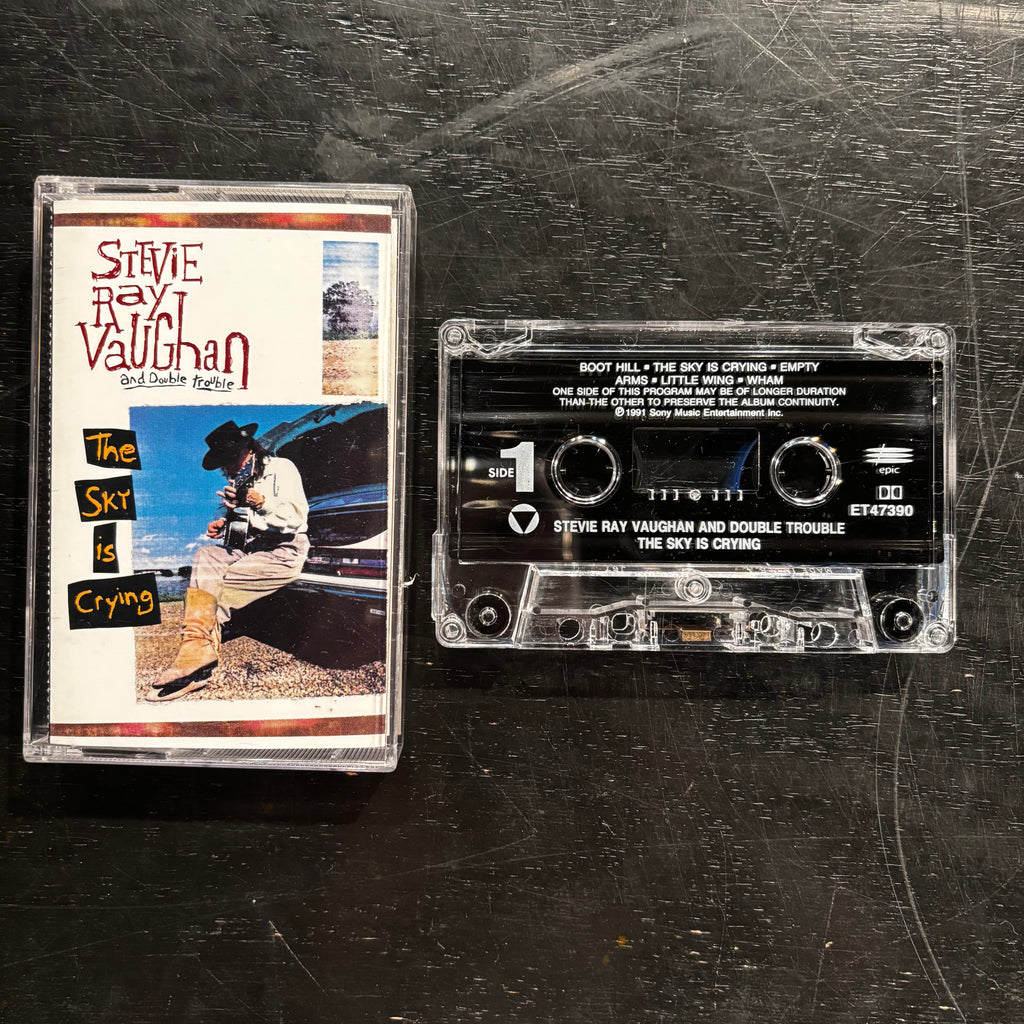 STEVIE
Ray
VAUGhan
and Double trouble
The
SKY
is
Crying
BOOT HILL ▪ THE SKY IS CRYING ▪ EMPTY
ARMS ▪ LITTLE WING ▪ WHAM
ONE SIDE OF THIS PROGRAM MAY BE OF LONGER DURATION
THAN THE OTHER TO PRESERVE THE ALBUM CONTINUITY.
℗ 1991 Sony Music Entertainment Inc.
SIDE 1
epic
ET47390
STEVIE RAY VAUGHAN AND DOUBLE TROUBLE
THE SKY IS CRYING